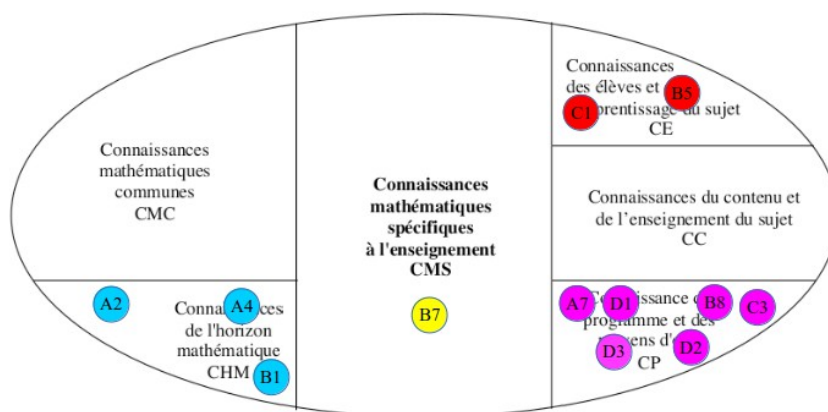 Connaissances
mathématiques
communes
CMC
A2
A4
de l'horizon
mathématique
CHM
B1
Connaissances
mathématiques
spécifiques
à l'enseignement
CMS
B7
Connaissances
des élèves et
B5
C1
sujet
CE
Connaissances du contenu et
de l'enseignement du sujet
CC
A7
D1
B8
C3
programme et des
D3
D2
CP